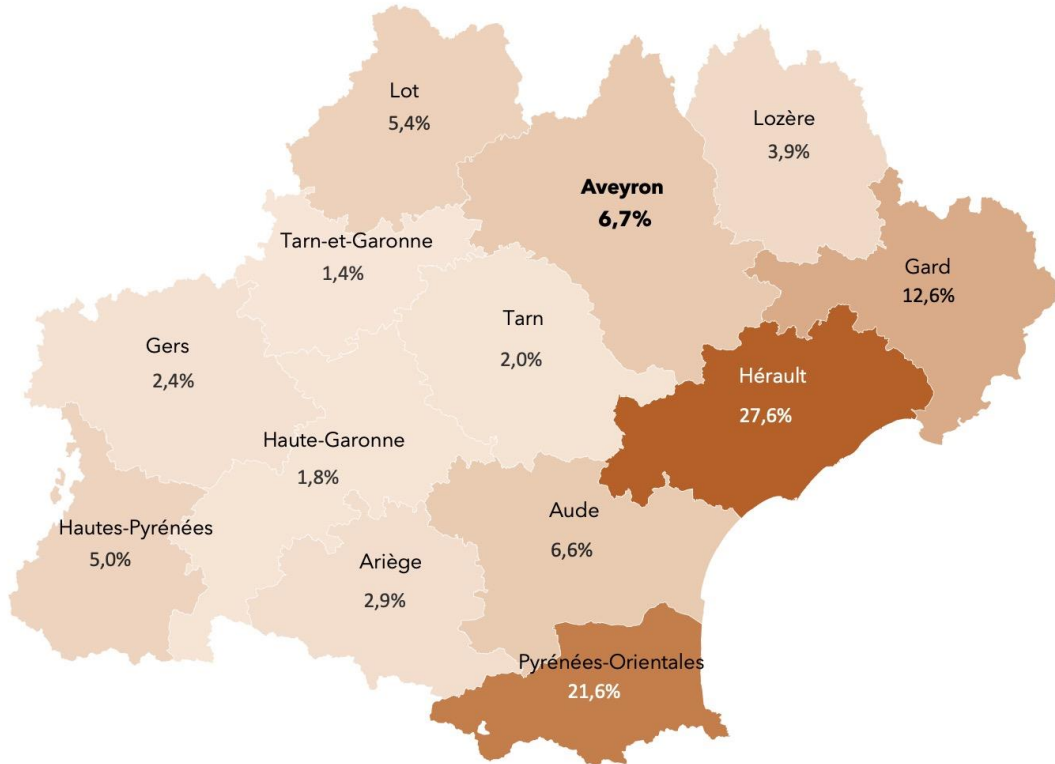 Lot
5,4%
Lozère
3,9%
Aveyron
6,7%
Tarn-et-Garonne
1,4%
Gard
12,6%
Tarn
2,0%
Gers
2,4%
Hérault
27,6%
Haute-Garonne
1,8%
Aude
6,6%
Hautes-Pyrénées
5,0%
Ariège
2,9%
Pyrénées-Orientales
21,6%